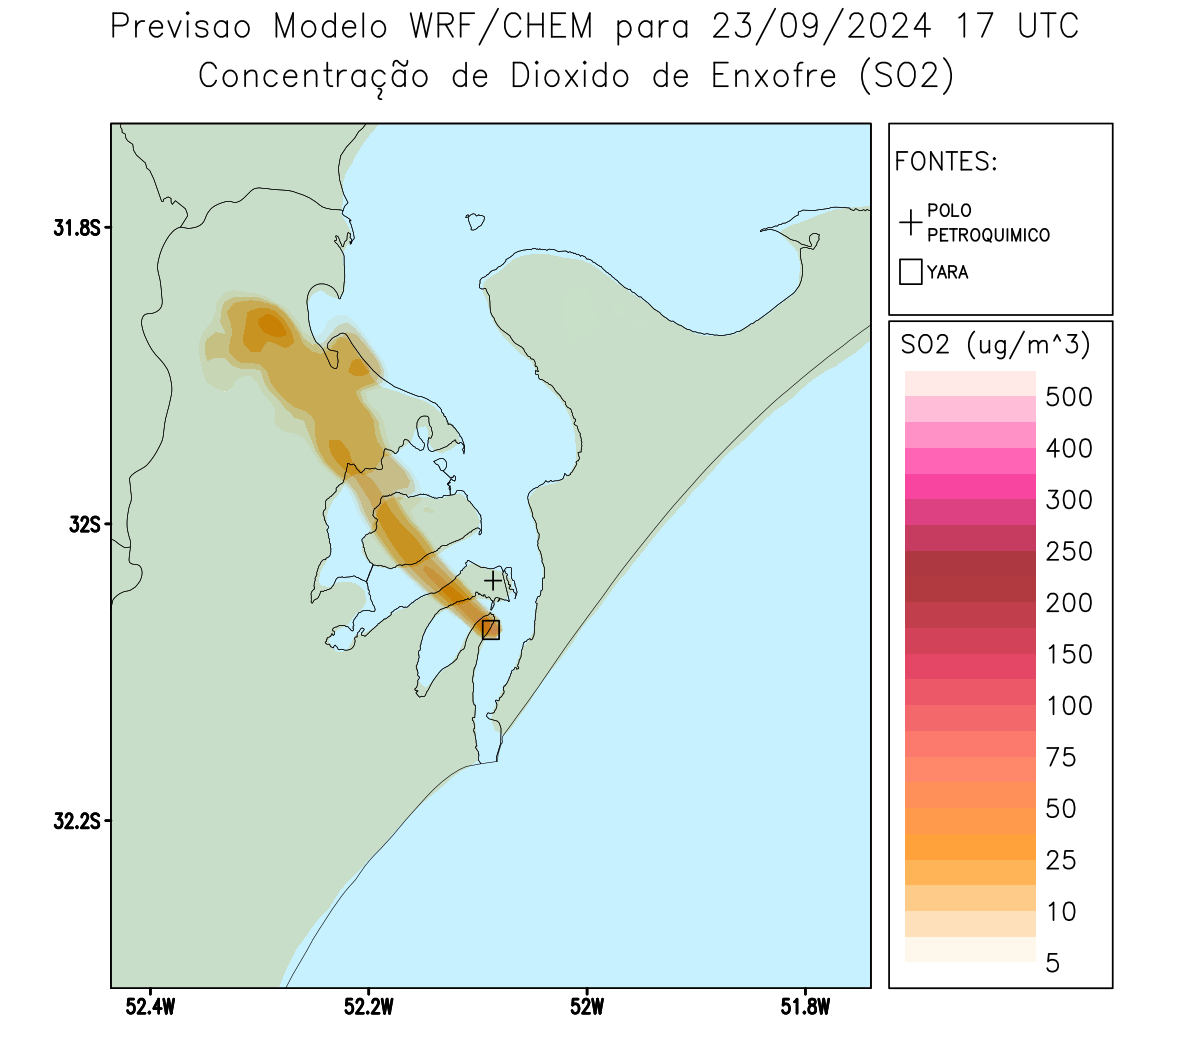 Previsao Modelo WRF/CHEM para 23/09/2024 17 UTC
Concentração de Dioxido de Enxofre (SO2)
FONTES:
POLO
PETROQUIMICO
YARA
31.8S
32S
32.2S
52.4W
52.2W
52W
51.8W
SO2 (ug/m^3)
500
400
300
250
200
150
100
75
50
25
10
5